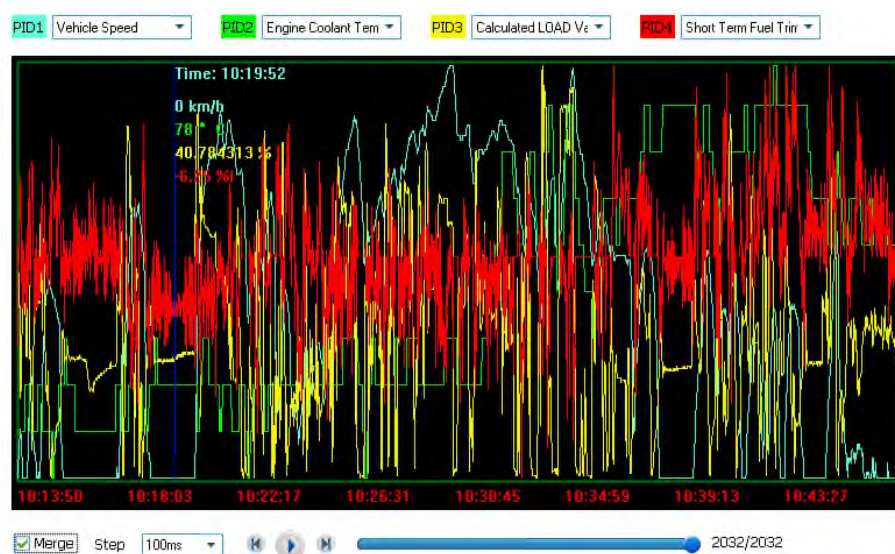 PID1 Vehicle Speed PID2 Engine Coolant Tem PID3 Calculated LOAD Va PID4 Short Term Fuel Trim
Time: 10:19:52
0 km/h
78 °
40.784313 %
10:13:50 10:18:03 10:22:17 10:26:31 10:30:45 10:34:59 10:39:13 10:43:27
Merge Step 100ms 2032/2032